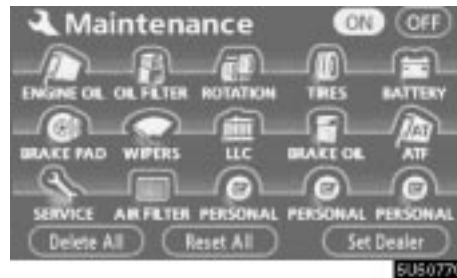 Maintenance ON OFF
ENGINE OIL OIL FILTER ROTATION TIRES BATTERY
BRAKE PAD WIPERS LLC BRAKE OIL ATF
SERVICE AIR FILTER PERSONAL PERSONAL PERSONAL
Delete All Reset All Set Dealer